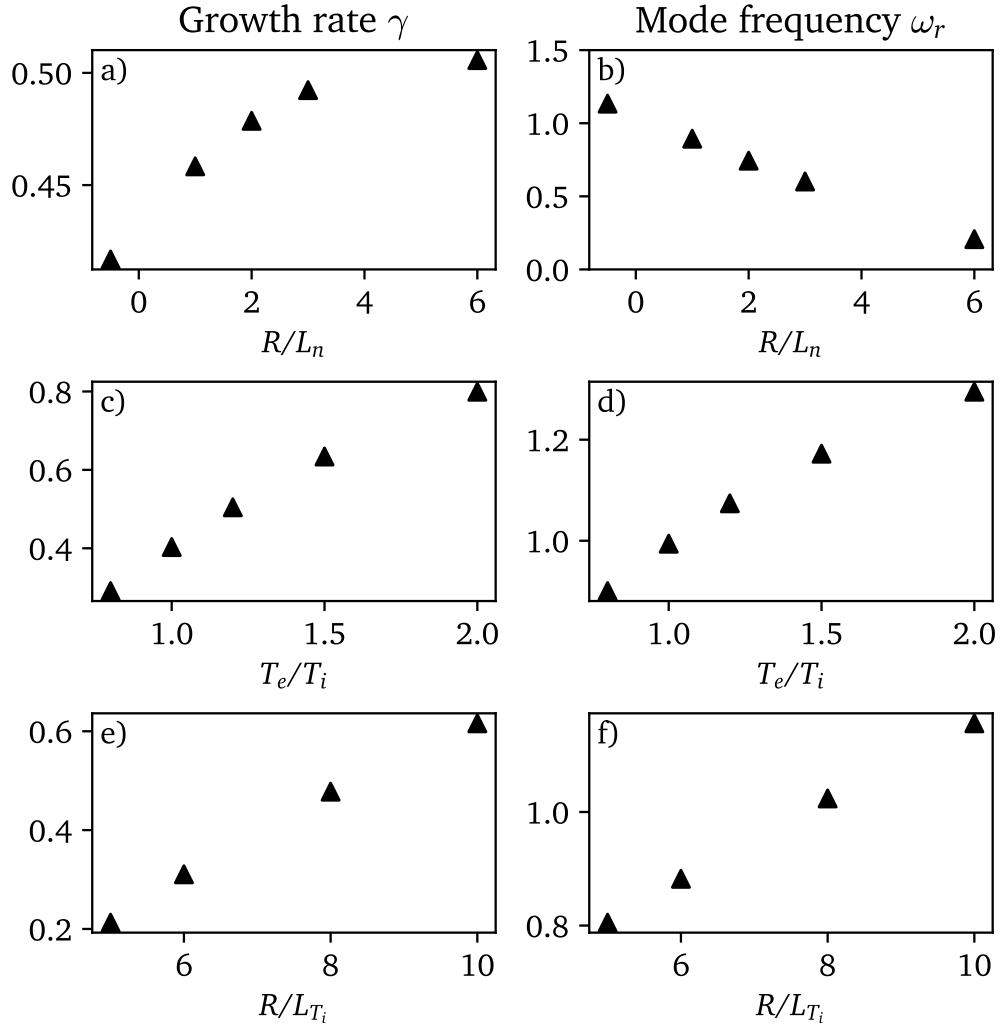 Growth rate γ
Mode frequency ω_r
a)
0.50
0.45
0 2 4 6
R/L_n
b)
1.5
1.0
0.5
0.0
0 2 4 6
R/L_n
c)
0.8
0.6
0.4
1.0 1.5 2.0
T_e/T_i
d)
1.2
1.0
1.0 1.5 2.0
T_e/T_i
e)
0.6
0.4
0.2
6 8 10
R/L_{T_i}
f)
1.0
0.8
6 8 10
R/L_{T_i}